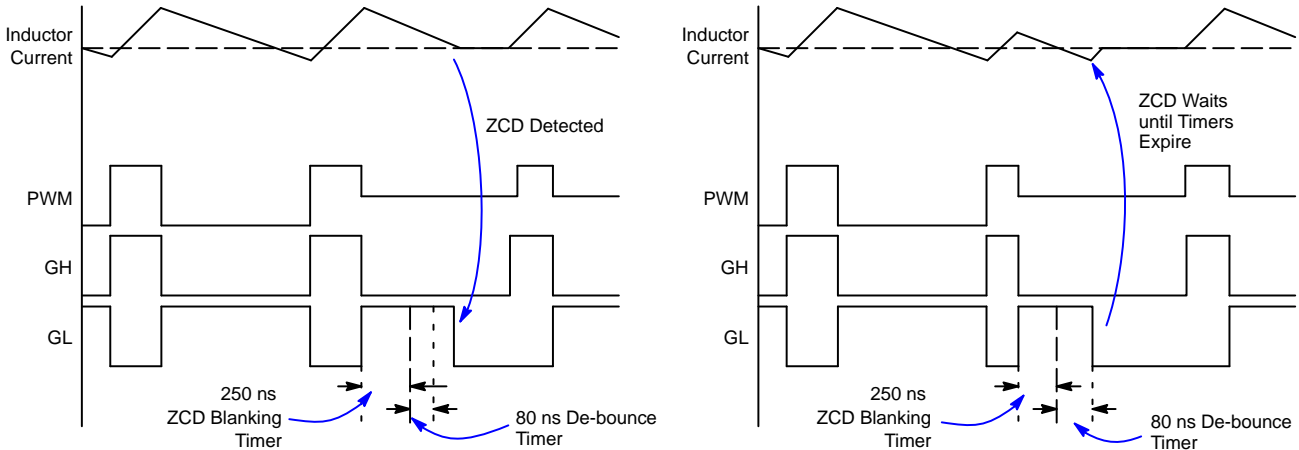 Inductor
Current
ZCD Detected
PWM
GH
GL
250 ns
ZCD Blanking
Timer
80 ns De-bounce
Timer
Inductor
Current
ZCD Waits
until Timers
Expire
PWM
GH
GL
250 ns
ZCD Blanking
Timer
80 ns De-bounce
Timer